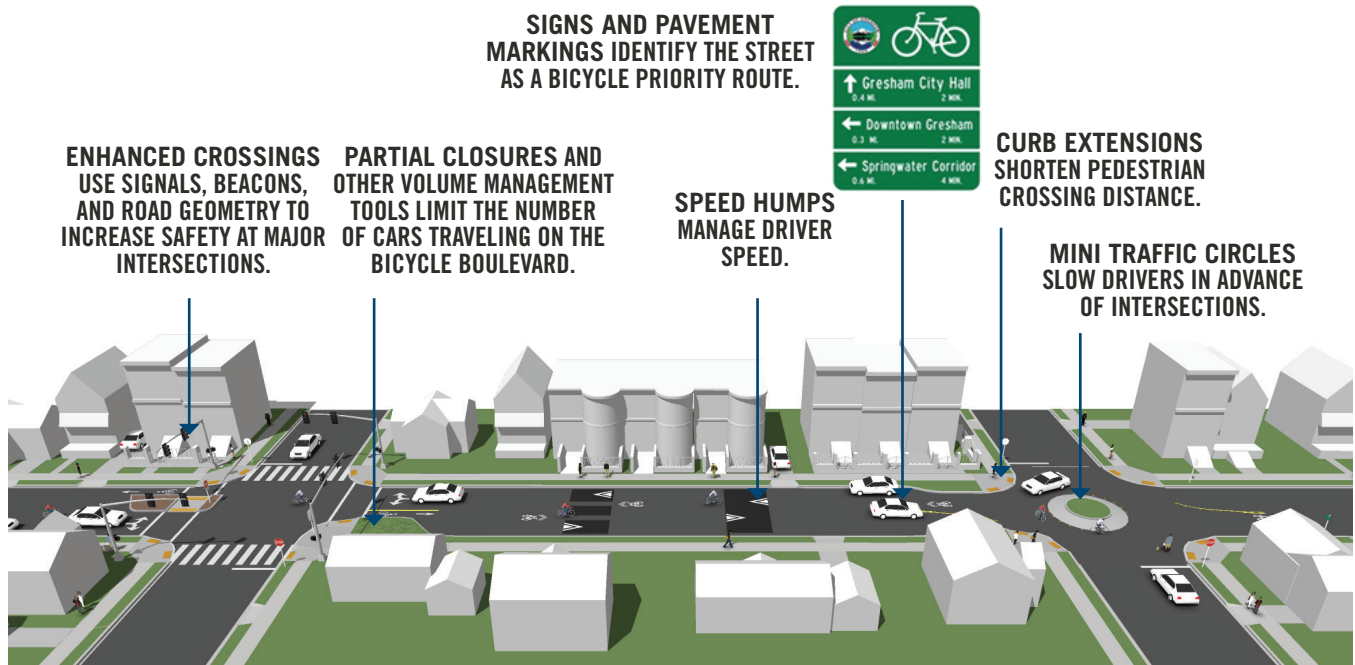 SIGNS AND PAVEMENT
MARKINGS IDENTIFY THE STREET
AS A BICYCLE PRIORITY ROUTE.
Gresham City Hall
0.4 MI. 2 MIN.
Downtown Gresham
0.3 MI. 2 MIN.
Springwater Corridor
0.6 MI. 4 MIN.
ENHANCED CROSSINGS
USE SIGNALS, BEACONS,
AND ROAD GEOMETRY TO
INCREASE SAFETY AT MAJOR
INTERSECTIONS.
PARTIAL CLOSURES AND
OTHER VOLUME MANAGEMENT
TOOLS LIMIT THE NUMBER
OF CARS TRAVELING ON THE
BICYCLE BOULEVARD.
SPEED HUMPS
MANAGE DRIVER
SPEED.
CURB EXTENSIONS
SHORTEN PEDESTRIAN
CROSSING DISTANCE.
MINI TRAFFIC CIRCLES
SLOW DRIVERS IN ADVANCE
OF INTERSECTIONS.